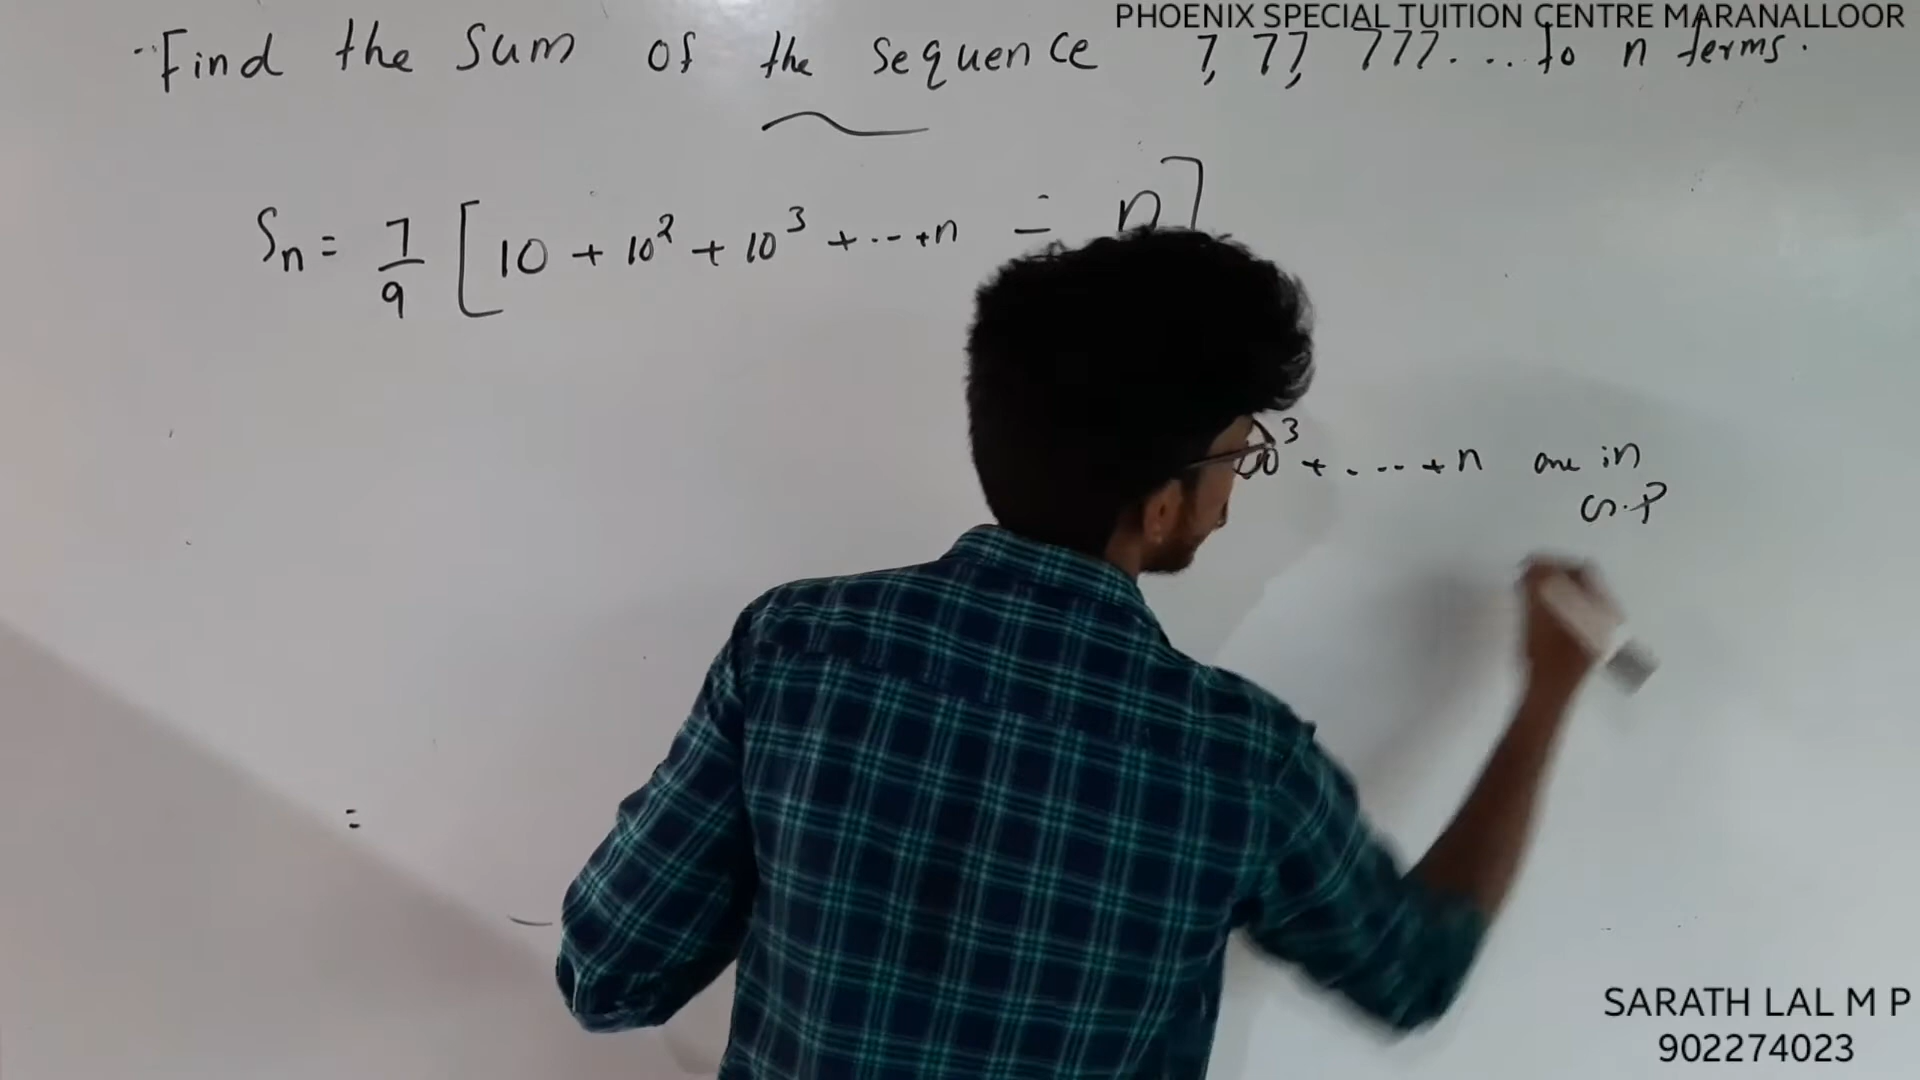 PHOENIX SPECIAL TUITION CENTRE MARANALLOOR
Find the Sum of the sequence 7, 77, 777. . . . to n terms.
Sn = 7/9 [10 + 10² + 10³ + ... + n - n]
³ + . ... + n are in
G.P
=
SARATH LAL M P
902274023